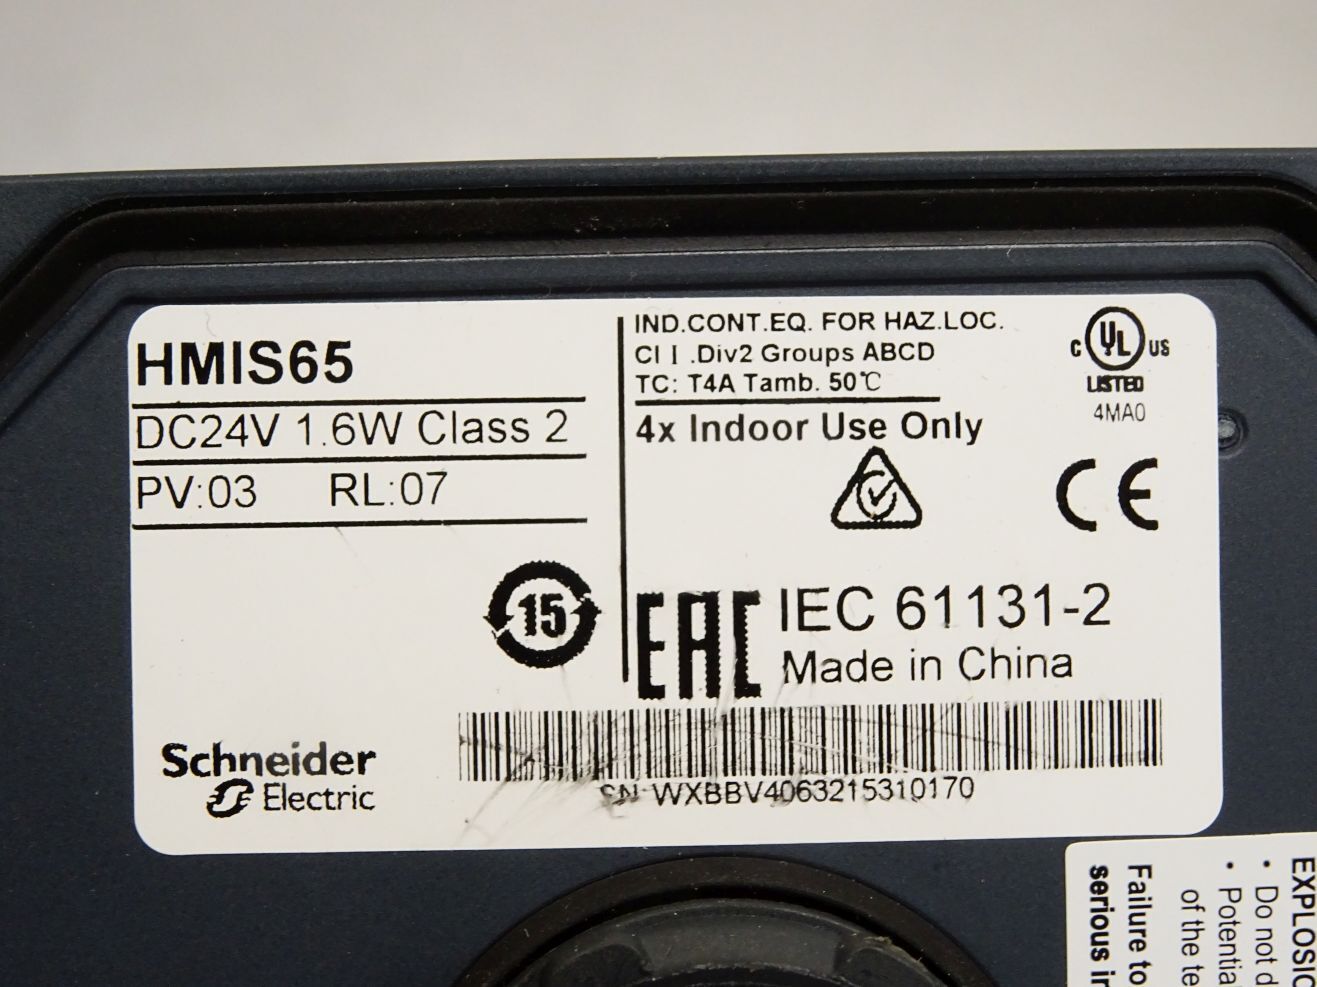 HMIS65
DC24V 1.6W Class 2
PV:03 RL:07
15
Schneider
Electric
IND.CONT.EQ. FOR HAZ.LOC.
Cl I .Div2 Groups ABCD
TC: T4A Tamb. 50℃
4x Indoor Use Only
C UL US
LISTED
4MA0
CE
EAC
IEC 61131-2
Made in China
SN:WXBBV4063215310170
EXPLOSIO
• Do not d
• Potential
of the te
Failure to
serious in